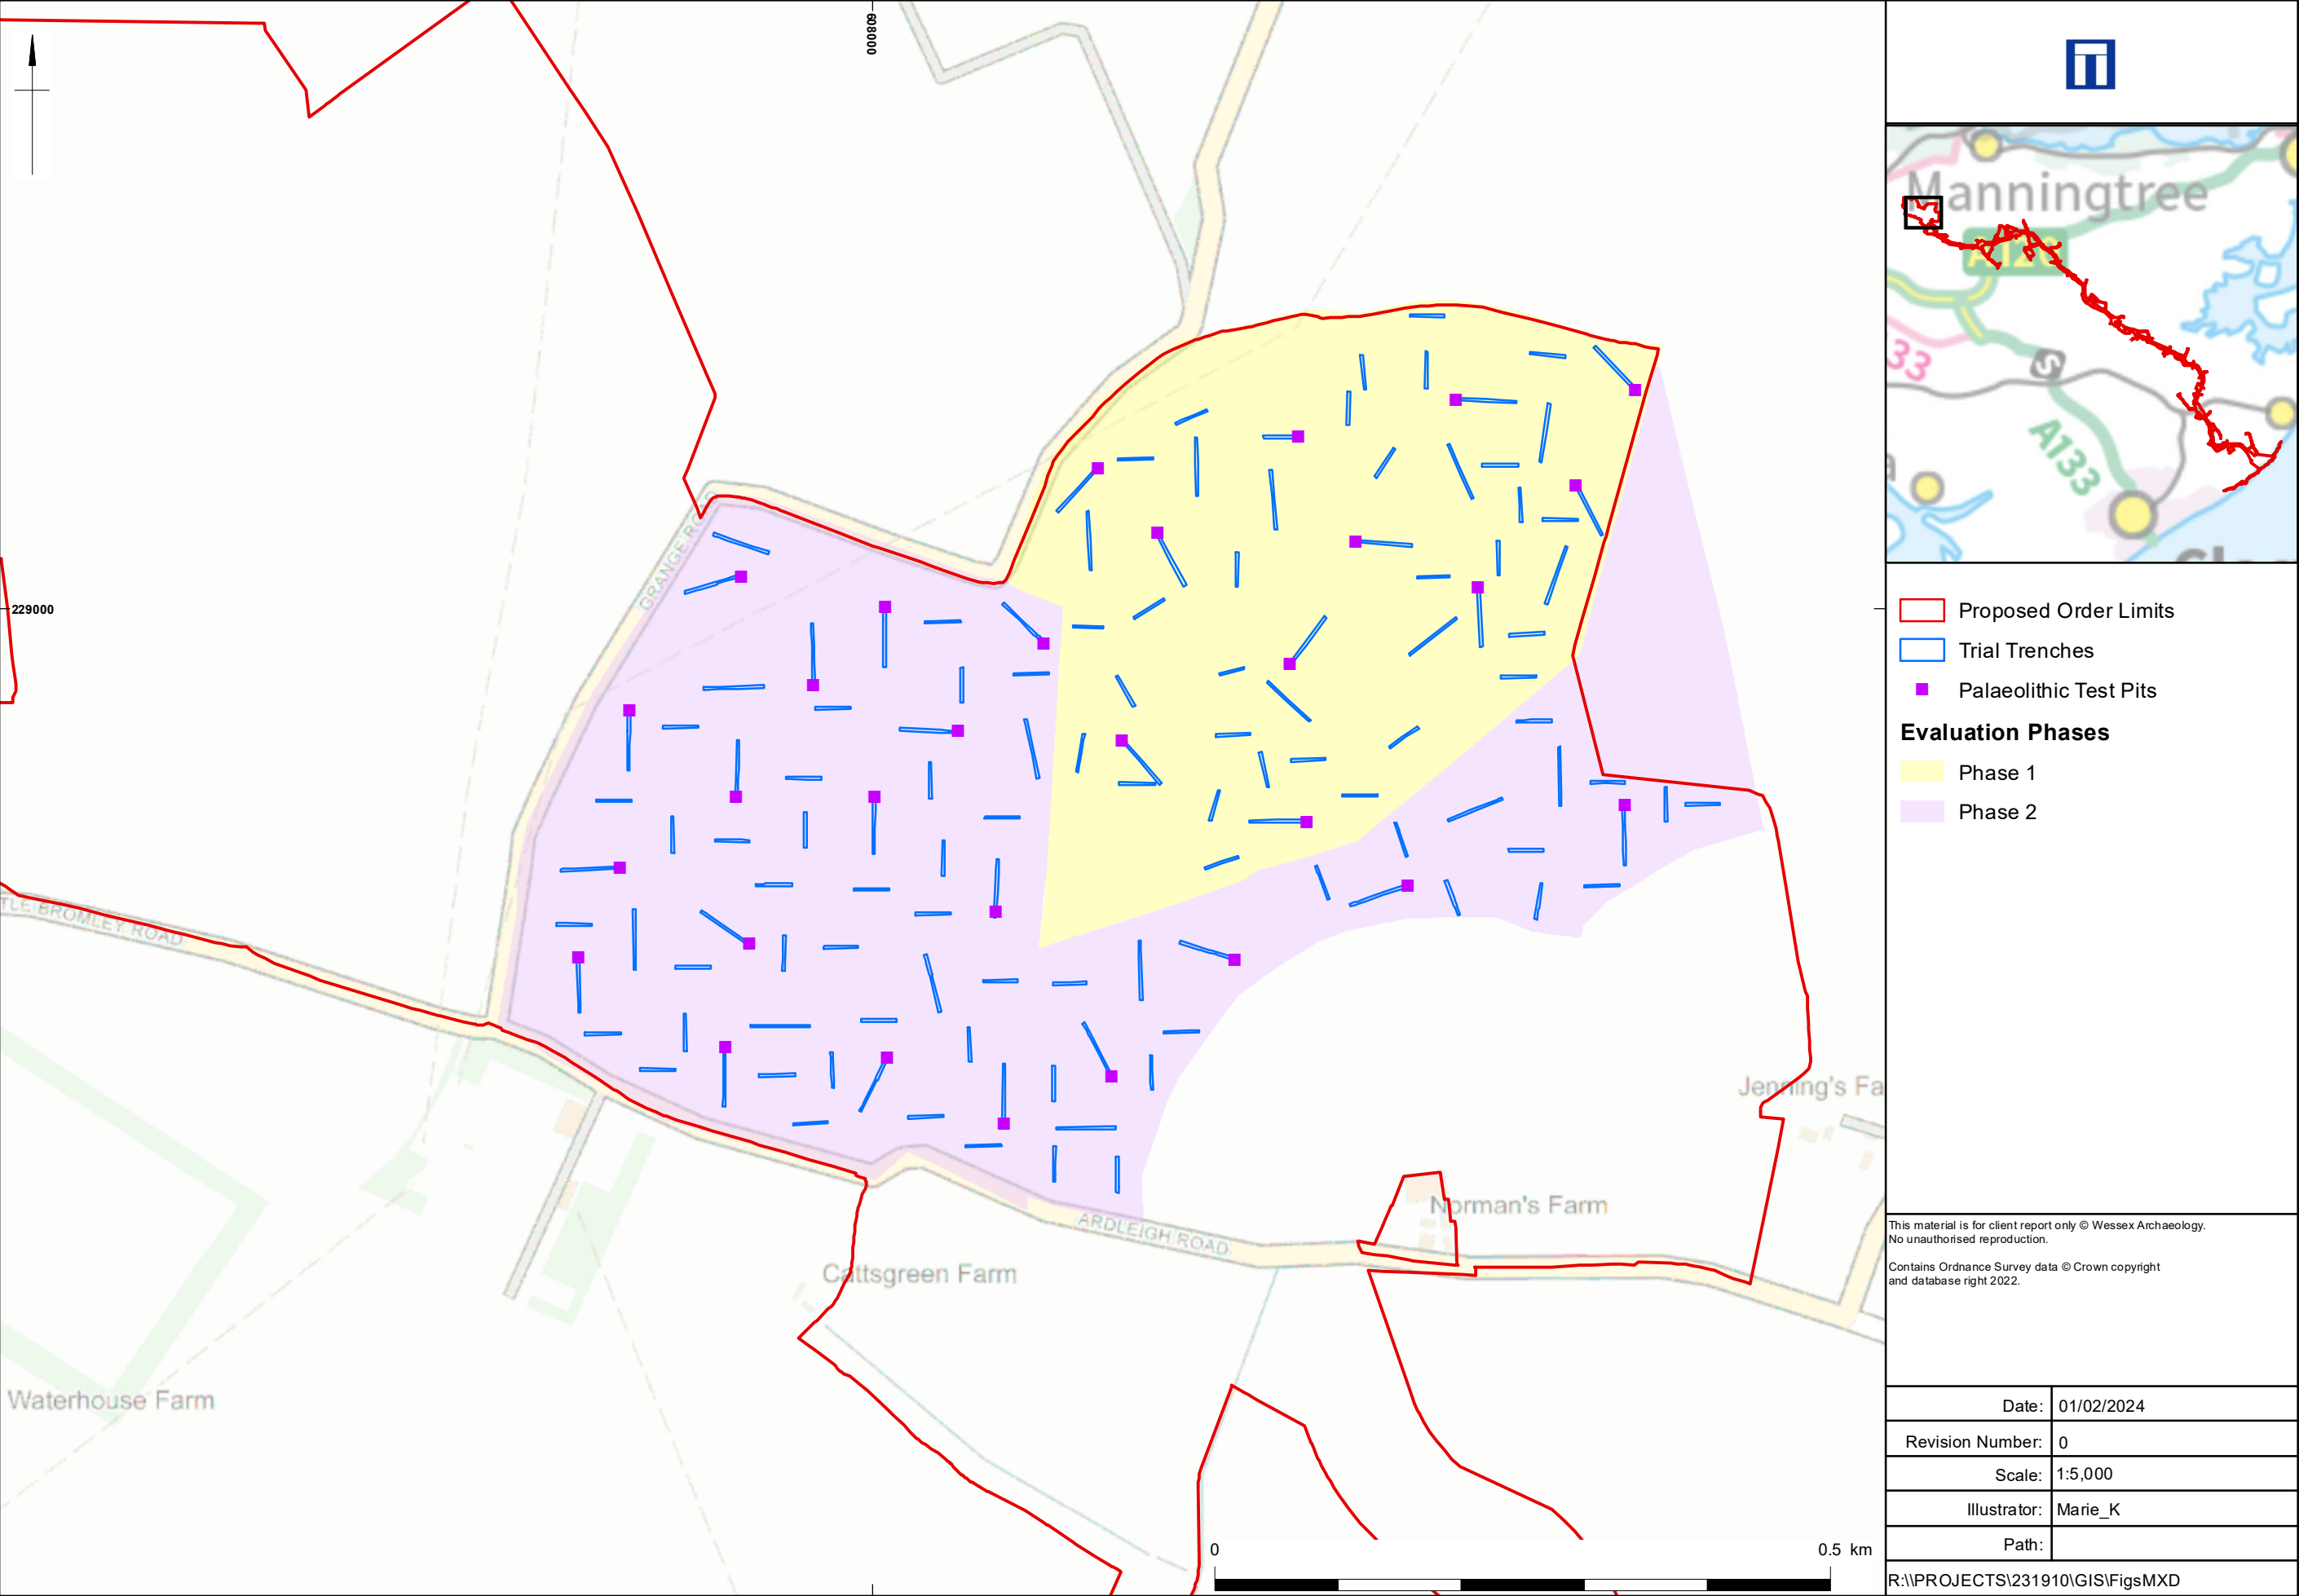 608000
229000
GRANGE ROAD
TLE BROMLEY ROAD
ARDLEIGH ROAD
Jenning's Fa
Norman's Farm
Cattsgreen Farm
Waterhouse Farm
0 0.5 km
Manningtree
A120
33
S
A133
a
Proposed Order Limits
Trial Trenches
Palaeolithic Test Pits
Evaluation Phases
Phase 1
Phase 2
This material is for client report only © Wessex Archaeology.
No unauthorised reproduction.
Contains Ordnance Survey data © Crown copyright
and database right 2022.
Date: 01/02/2024
Revision Number: 0
Scale: 1:5,000
Illustrator: Marie_K
Path:
R:\\PROJECTS\231910\GIS\FigsMXD